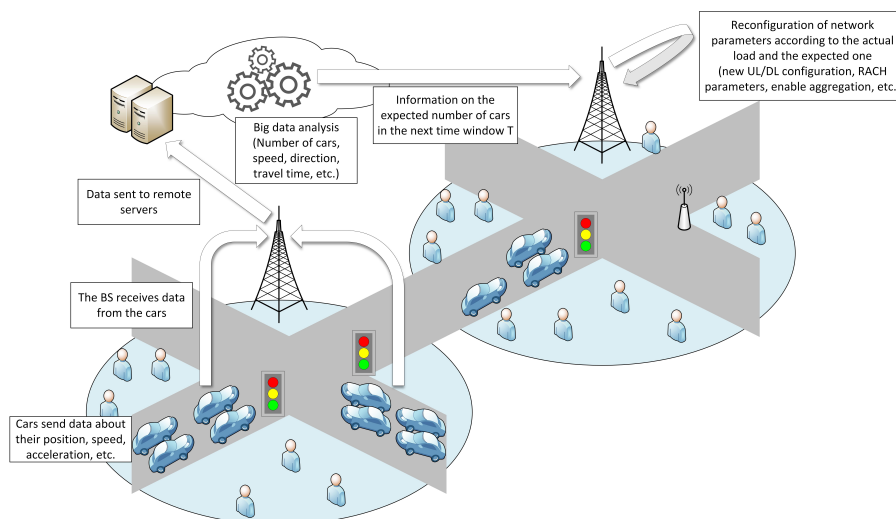 Reconfiguration of network
parameters according to the actual
load and the expected one
(new UL/DL configuration, RACH
parameters, enable aggregation, etc.
Information on the
expected number of cars
in the next time window T
Big data analysis
(Number of cars,
speed, direction,
travel time, etc.)
Data sent to remote
servers
The BS receives data
from the cars
Cars send data about
their position, speed,
acceleration, etc.